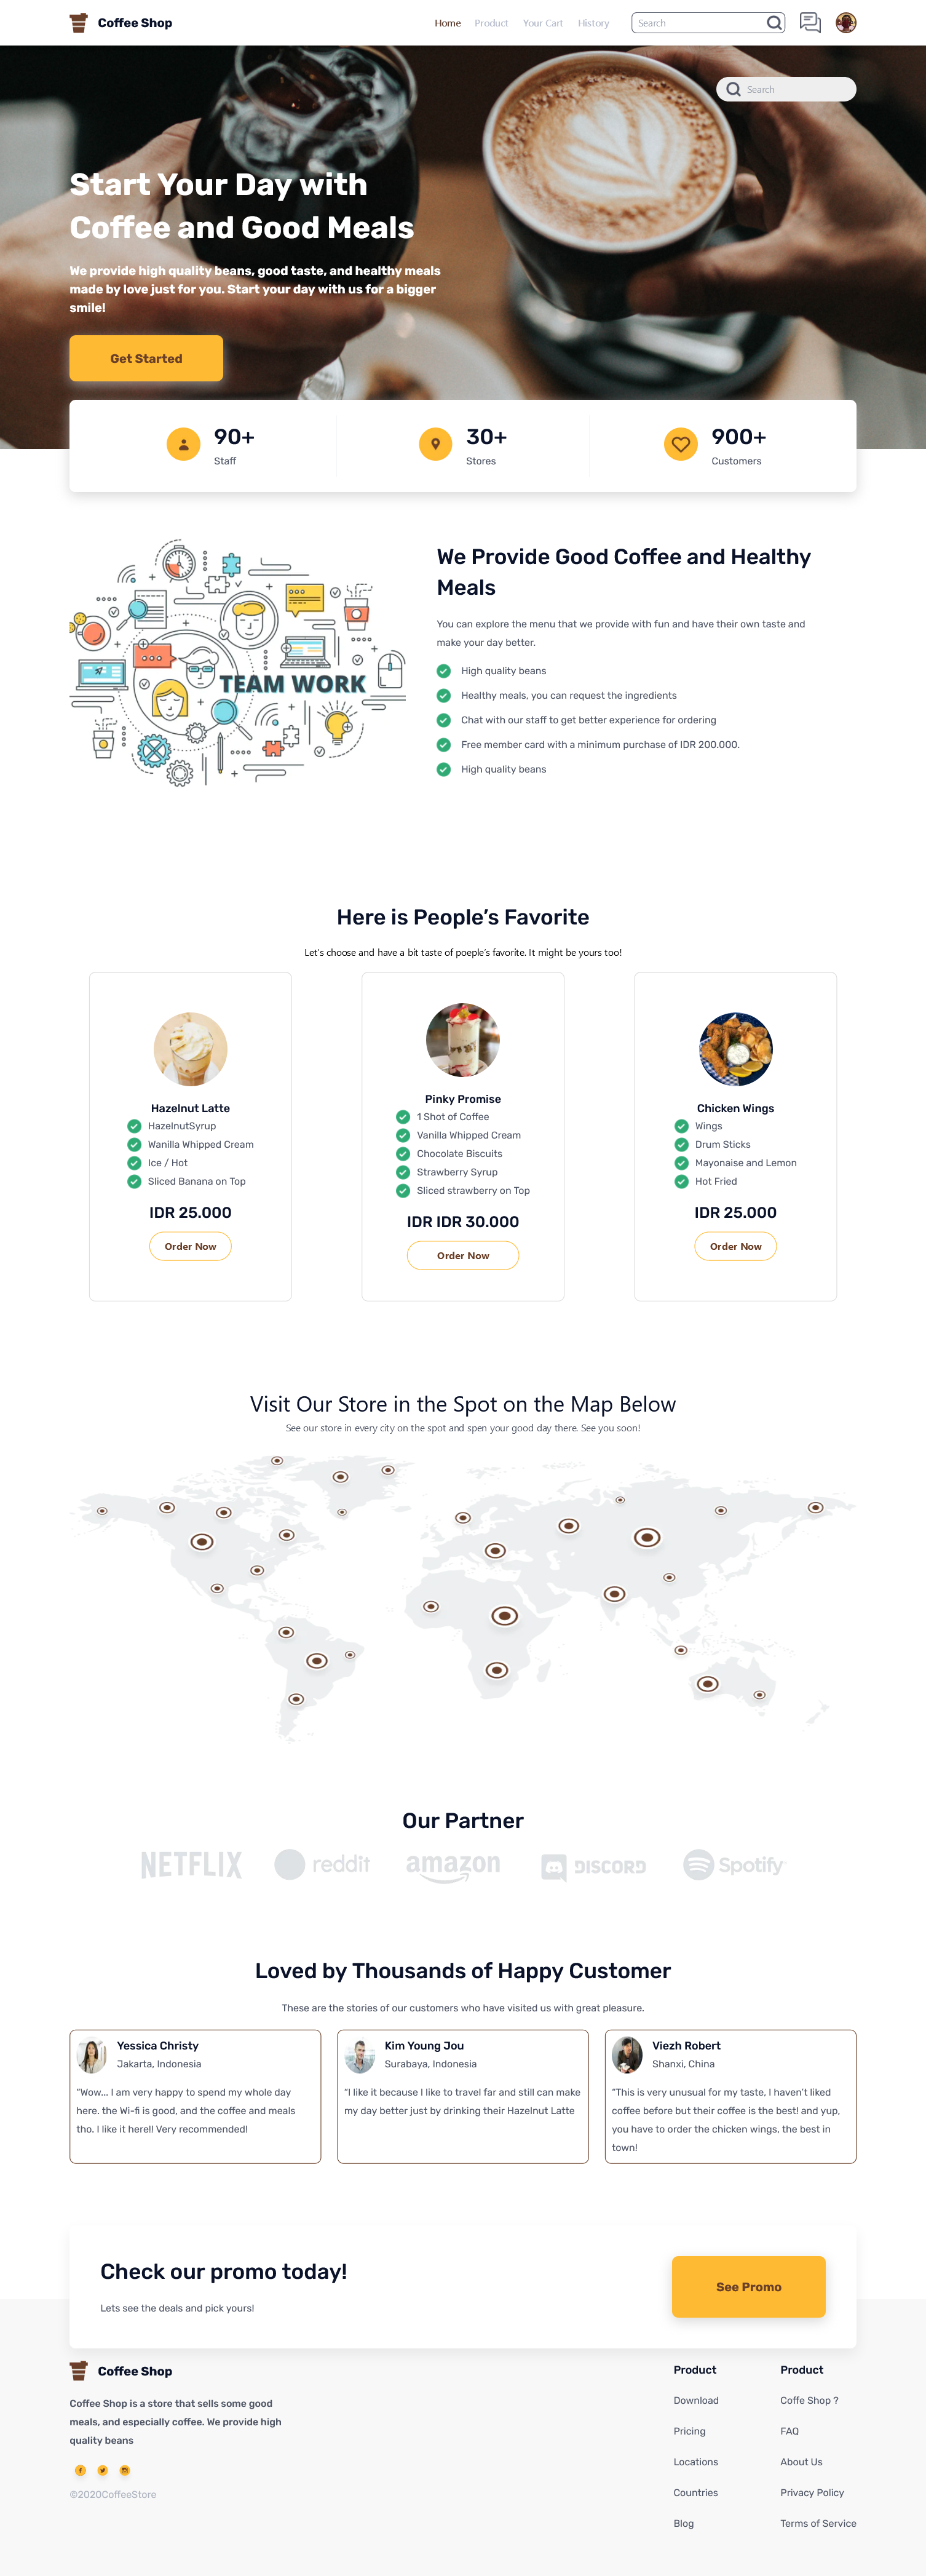 Coffee Shop
Home Product Your Cart History Search
Search
Start Your Day with
Coffee and Good Meals
We provide high quality beans, good taste, and healthy meals
made by love just for you. Start your day with us for a bigger
smile!
Get Started
90+
Staff
30+
Stores
900+
Customers
TEAM WORK
We Provide Good Coffee and Healthy
Meals
You can explore the menu that we provide with fun and have their own taste and
make your day better.
High quality beans
Healthy meals, you can request the ingredients
Chat with our staff to get better experience for ordering
Free member card with a minimum purchase of IDR 200.000.
High quality beans
Here is People’s Favorite
Let’s choose and have a bit taste of poeple’s favorite. It might be yours too!
Hazelnut Latte
HazelnutSyrup
Wanilla Whipped Cream
Ice / Hot
Sliced Banana on Top
IDR 25.000
Order Now
Pinky Promise
1 Shot of Coffee
Vanilla Whipped Cream
Chocolate Biscuits
Strawberry Syrup
Sliced strawberry on Top
IDR IDR 30.000
Order Now
Chicken Wings
Wings
Drum Sticks
Mayonaise and Lemon
Hot Fried
IDR 25.000
Order Now
Visit Our Store in the Spot on the Map Below
See our store in every city on the spot and spen your good day there. See you soon!
Our Partner
NETFLIX reddit amazon DISCORD Spotify
Loved by Thousands of Happy Customer
These are the stories of our customers who have visited us with great pleasure.
Yessica Christy
Jakarta, Indonesia
“Wow... I am very happy to spend my whole day
here. the Wi-fi is good, and the coffee and meals
tho. I like it here!! Very recommended!
Kim Young Jou
Surabaya, Indonesia
“I like it because I like to travel far and still can make
my day better just by drinking their Hazelnut Latte
Viezh Robert
Shanxi, China
“This is very unusual for my taste, I haven’t liked
coffee before but their coffee is the best! and yup,
you have to order the chicken wings, the best in
town!
Check our promo today!
Lets see the deals and pick yours!
See Promo
Coffee Shop
Coffee Shop is a store that sells some good
meals, and especially coffee. We provide high
quality beans
©2020CoffeeStore
Product
Download
Pricing
Locations
Countries
Blog
Product
Coffe Shop ?
FAQ
About Us
Privacy Policy
Terms of Service